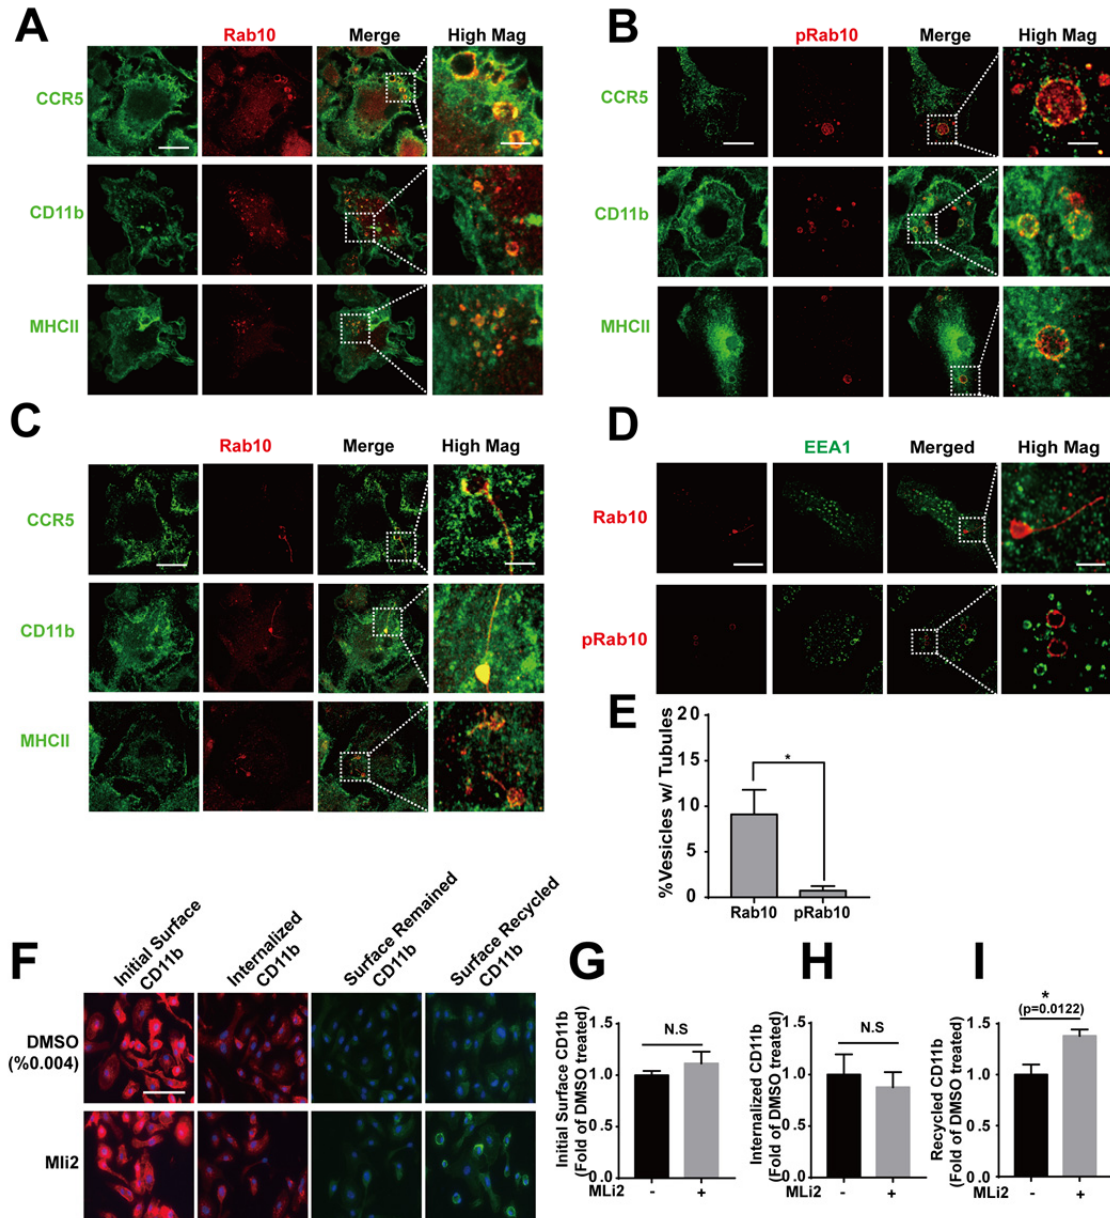 A
Rab10 Merge High Mag
CCR5
CD11b
MHCII
B
pRab10 Merge High Mag
CCR5
CD11b
MHCII
C
Rab10 Merge High Mag
CCR5
CD11b
MHCII
D
EEA1 Merged High Mag
Rab10
pRab10
E
%Vesicles w/ Tubules
20
15
10
5
0
*
Rab10 pRab10
F
Initial Surface
CD11b
Internalized
CD11b
Surface Remained
CD11b
Surface Recycled
CD11b
DMSO
(%0.004)
Mli2
G
Initial Surface CD11b
(Fold of DMSO treated)
1.5
1.0
0.5
0.0
N.S
MLi2 - +
H
Internalized CD11b
(Fold of DMSO treated)
1.5
1.0
0.5
0.0
N.S
MLi2 - +
I
Recycled CD11b
(Fold of DMSO treated)
1.5
1.0
0.5
0.0
*
(p=0.0122)
MLi2 - +